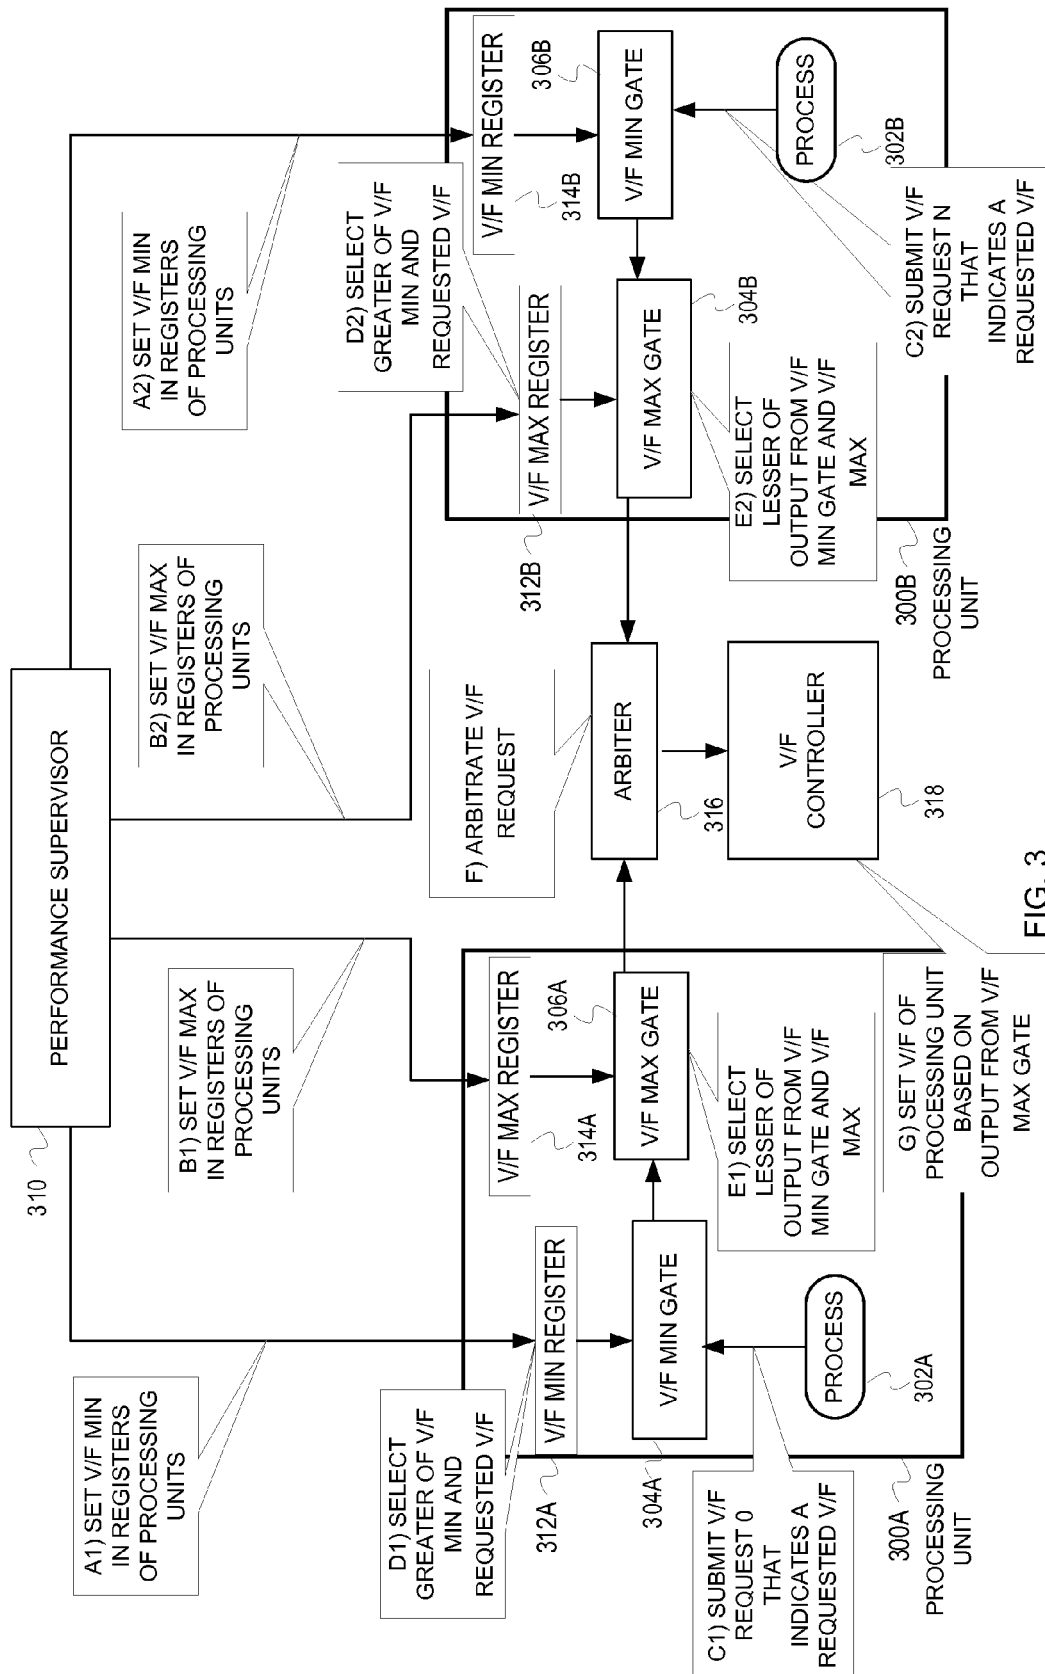 PERFORMANCE SUPERVISOR
310
A1) SET V/F MIN
IN REGISTERS
OF PROCESSING
UNITS
B1) SET V/F MAX
IN REGISTERS OF
PROCESSING
UNITS
B2) SET V/F MAX
IN REGISTERS OF
PROCESSING
UNITS
A2) SET V/F MIN
IN REGISTERS
OF PROCESSING
UNITS
D1) SELECT
GREATER OF V/F
MIN AND
REQUESTED V/F
V/F MIN REGISTER
312A
V/F MAX REGISTER
314A
V/F MIN GATE
304A
V/F MAX GATE
306A
PROCESS
302A
C1) SUBMIT V/F
REQUEST 0
THAT
INDICATES A
REQUESTED V/F
E1) SELECT
LESSER OF
OUTPUT FROM V/F
MIN GATE AND V/F
MAX
300A
PROCESSING
UNIT
F) ARBITRATE V/F
REQUEST
ARBITER
316
V/F
CONTROLLER
318
G) SET V/F OF
PROCESSING UNIT
BASED ON
OUTPUT FROM V/F
MAX GATE
D2) SELECT
GREATER OF V/F
MIN AND
REQUESTED V/F
V/F MAX REGISTER
312B
V/F MIN REGISTER
314B
V/F MAX GATE
304B
V/F MIN GATE
306B
PROCESS
302B
E2) SELECT
LESSER OF
OUTPUT FROM V/F
MIN GATE AND V/F
MAX
C2) SUBMIT V/F
REQUEST N
THAT
INDICATES A
REQUESTED V/F
300B
PROCESSING
UNIT
FIG. 3